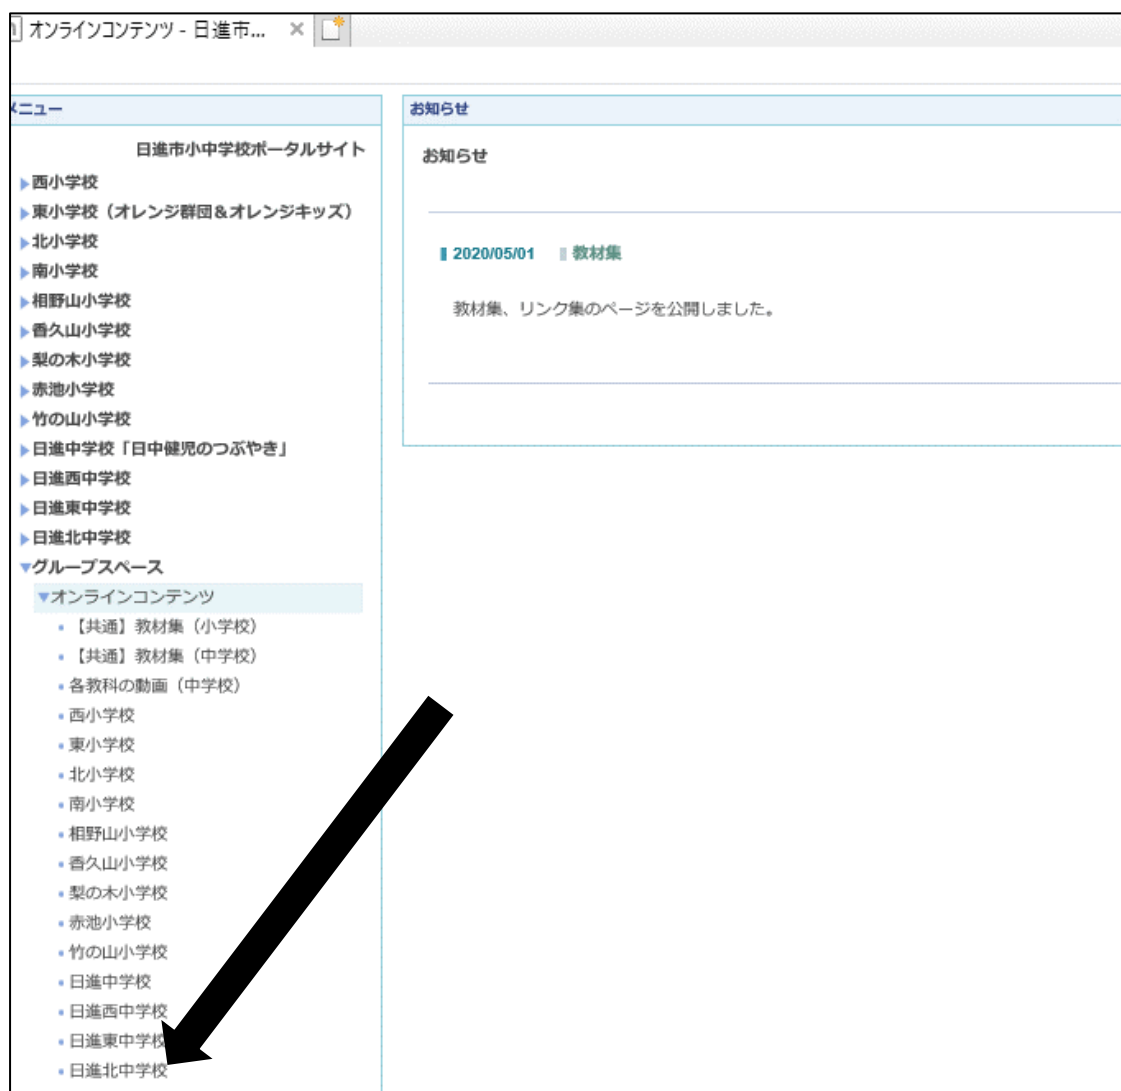 オンラインコンテンツ - 日進市...
メニュー
日進市小中学校ポータルサイト
西小学校
東小学校（オレンジ群団＆オレンジキッズ）
北小学校
南小学校
相野山小学校
香久山小学校
梨の木小学校
赤池小学校
竹の山小学校
日進中学校「日中健児のつぶやき」
日進西中学校
日進東中学校
日進北中学校
グループスペース
オンラインコンテンツ
【共通】教材集（小学校）
【共通】教材集（中学校）
各教科の動画（中学校）
西小学校
東小学校
北小学校
南小学校
相野山小学校
香久山小学校
梨の木小学校
赤池小学校
竹の山小学校
日進中学校
日進西中学校
日進東中学校
日進北中学校
お知らせ
お知らせ
2020/05/01 教材集
教材集、リンク集のページを公開しました。